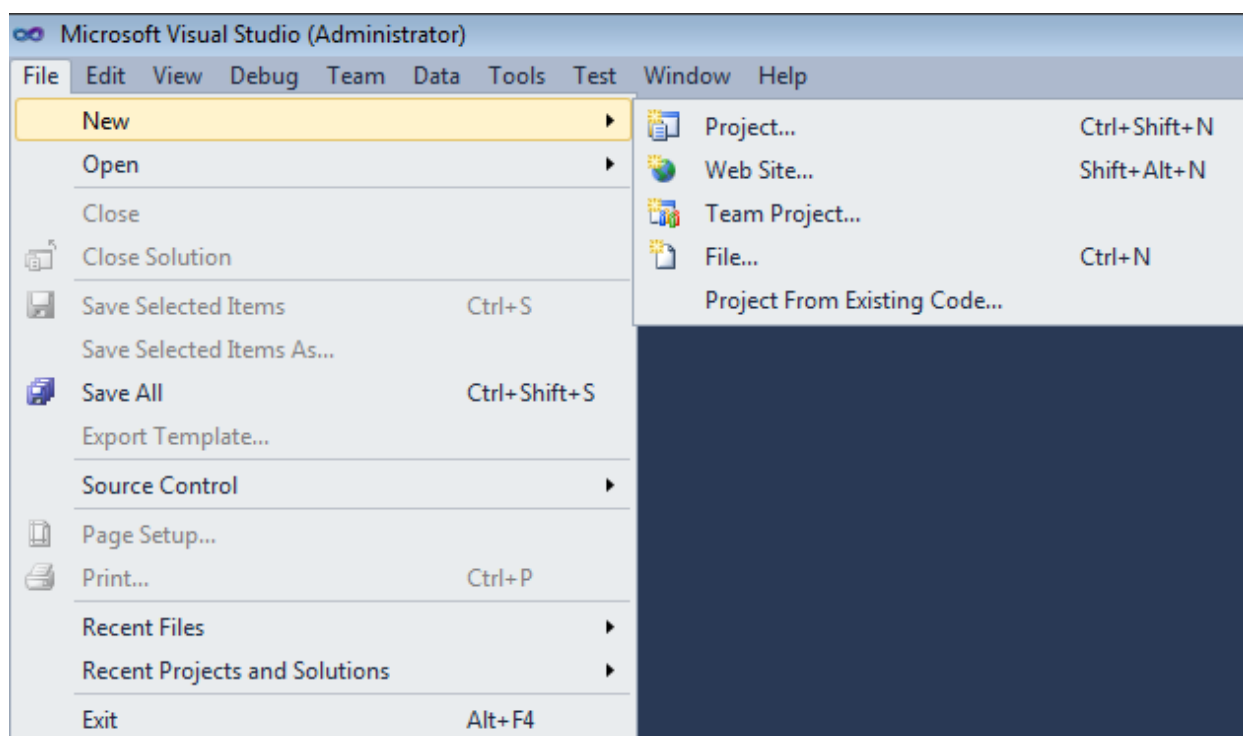 Microsoft Visual Studio (Administrator)
File Edit View Debug Team Data Tools Test Window Help
New
Open
Close
Close Solution
Save Selected Items Ctrl+S
Save Selected Items As...
Save All Ctrl+Shift+S
Export Template...
Source Control
Page Setup...
Print... Ctrl+P
Recent Files
Recent Projects and Solutions
Exit Alt+F4
Project... Ctrl+Shift+N
Web Site... Shift+Alt+N
Team Project...
File... Ctrl+N
Project From Existing Code...